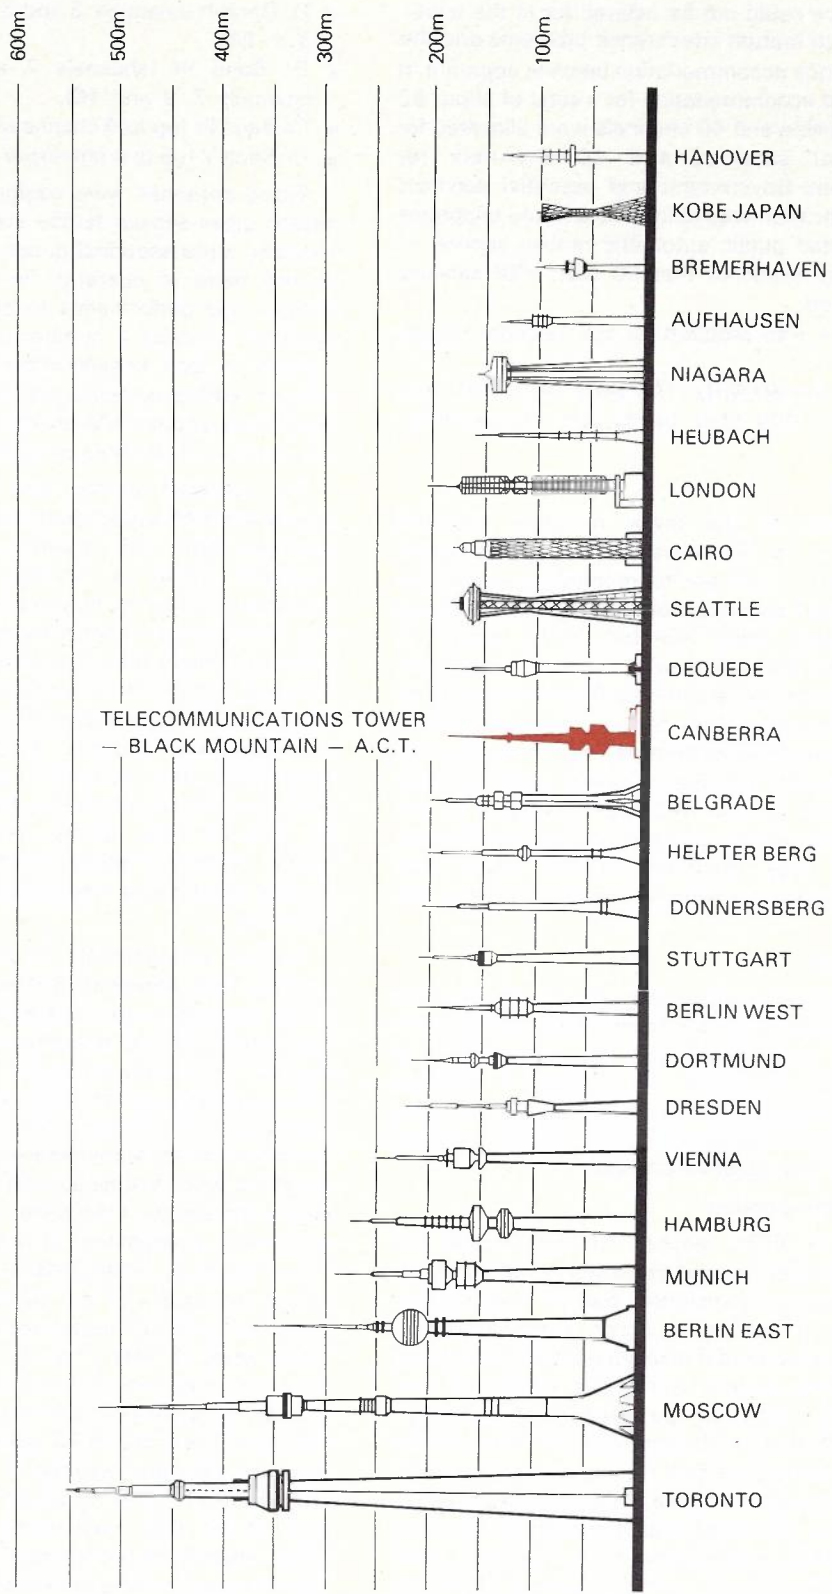 600m
500m
400m
300m
200m
100m
HANOVER
KOBE JAPAN
BREMERHAVEN
AUFHAUSEN
NIAGARA
HEUBACH
LONDON
CAIRO
SEATTLE
DEQUEDE
TELECOMMUNICATIONS TOWER
— BLACK MOUNTAIN — A.C.T.
CANBERRA
BELGRADE
HELPTER BERG
DONNERSBERG
STUTTGART
BERLIN WEST
DORTMUND
DRESDEN
VIENNA
HAMBURG
MUNICH
BERLIN EAST
MOSCOW
TORONTO